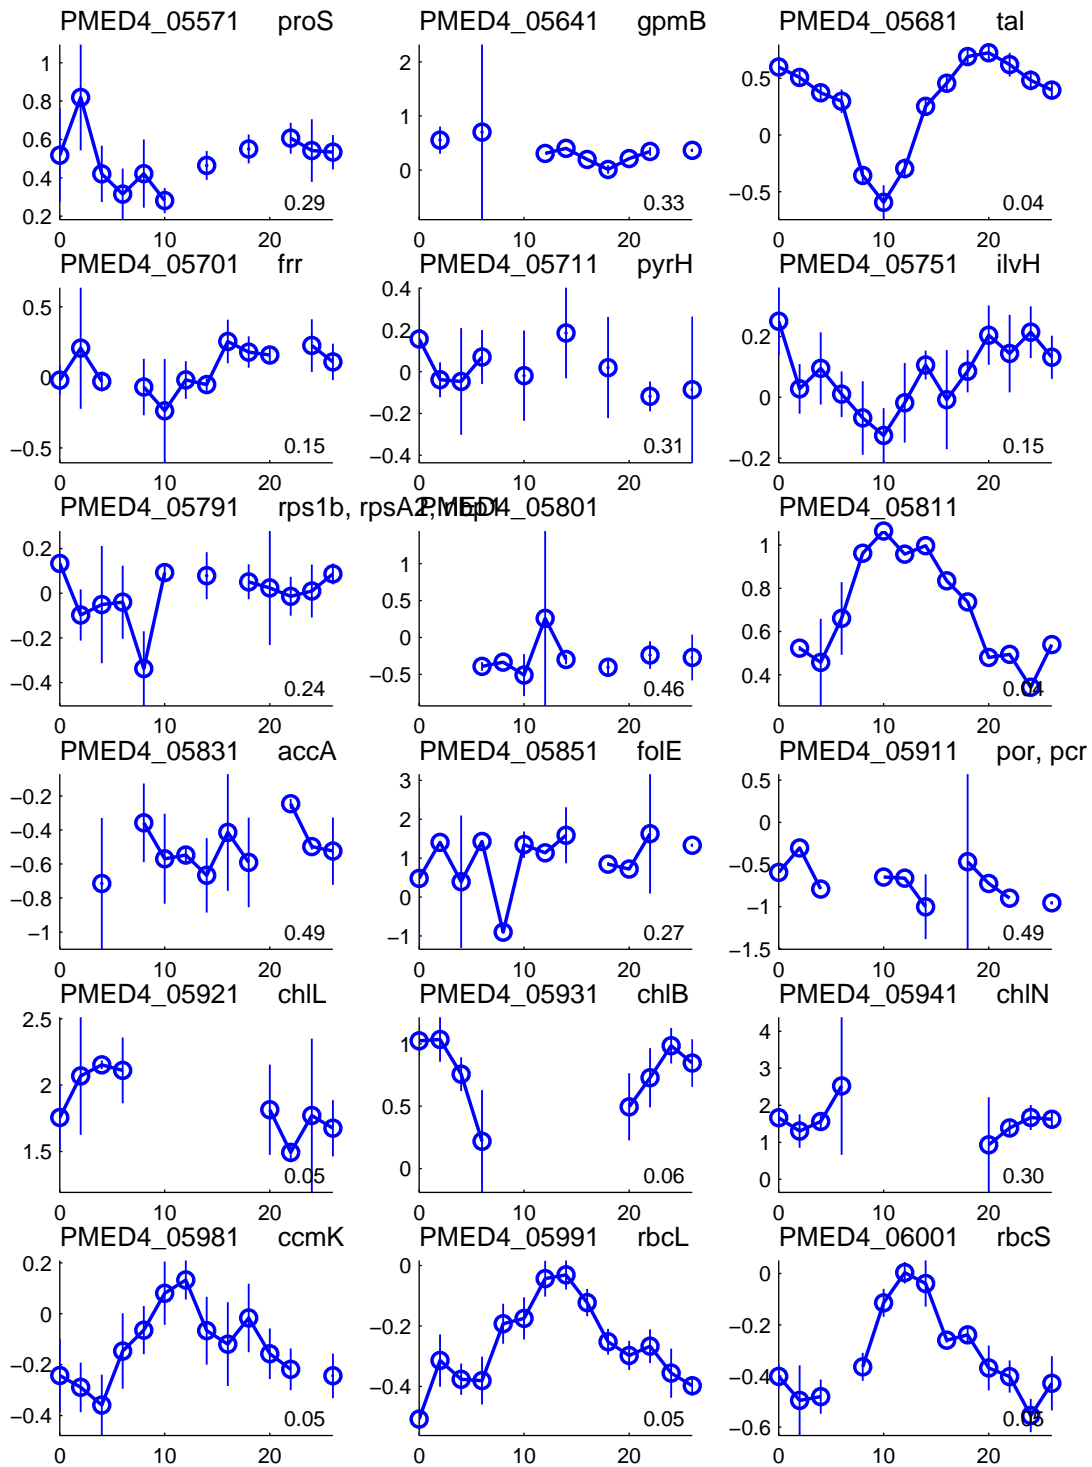 PMED4_05571 proS PMED4_05641 gpmB PMED4_05681 tal
1 0.8 0.6 0.4 0.2 0.29 0 20
2 1 0 0.33 0 20
0.5 0 −0.5 0.04 0 10 20
PMED4_05701 frr PMED4_05711 pyrH PMED4_05751 ilvH
0.5 0 −0.5 0.15 0 10 20
0.4 0.2 0 −0.2 −0.4 0.31 0 10 20
0.2 0 −0.2 0.15 0 10 20
PMED4_05791 rps1b, rpsA2, nbp1 PMED4_05801 PMED4_05811
0.2 0 −0.2 −0.4 0.24 0 10 20
1 0.5 0 −0.5 0.46 0 10 20
1 0.8 0.6 0.4 0.04 0 10 20
PMED4_05831 accA PMED4_05851 folE PMED4_05911 por, pcr
−0.2 −0.4 −0.6 −0.8 −1 0.49 0 10 20
3 2 1 0 −1 0.27 0 10 20
0.5 0 −0.5 −1 −1.5 0.49 0 10 20
PMED4_05921 chlL PMED4_05931 chlB PMED4_05941 chlN
2.5 2 1.5 0.05 0 10 20
1 0.5 0 0.06 0 10 20
4 3 2 1 0 0.30 0 10 20
PMED4_05981 ccmK PMED4_05991 rbcL PMED4_06001 rbcS
0.2 0 −0.2 −0.4 0.05 0 10 20
0 −0.2 −0.4 0.05 0 10 20
0 −0.2 −0.4 −0.6 0.05 0 10 20